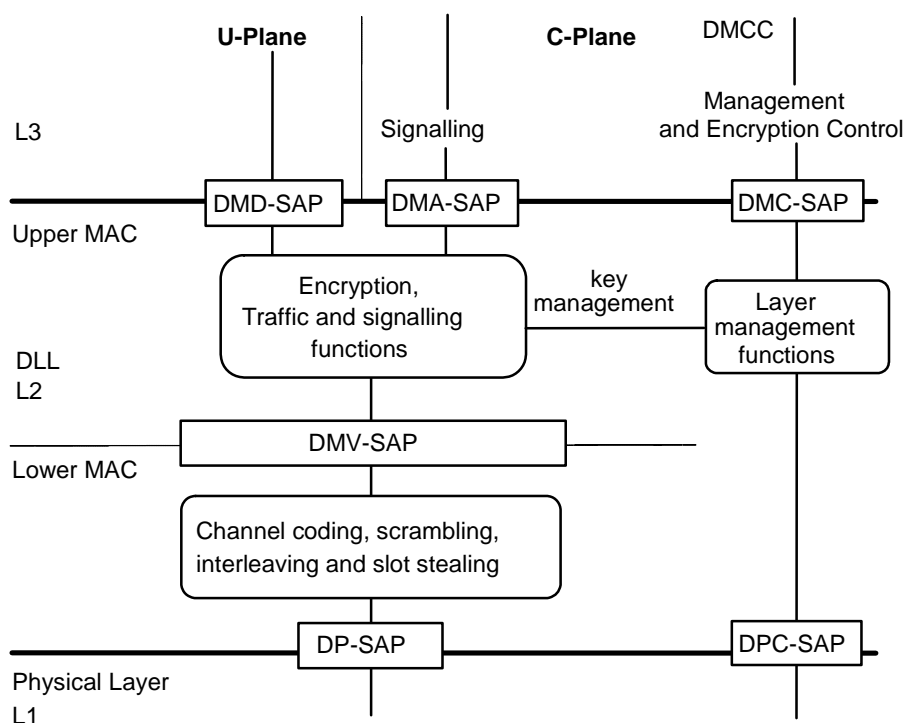 U-Plane
C-Plane
DMCC
L3
Signalling
Management
and Encryption Control
DMD-SAP
DMA-SAP
DMC-SAP
Upper MAC
Encryption,
Traffic and signalling
functions
key
management
Layer
management
functions
DLL
L2
DMV-SAP
Lower MAC
Channel coding, scrambling,
interleaving and slot stealing
DP-SAP
DPC-SAP
Physical Layer
L1